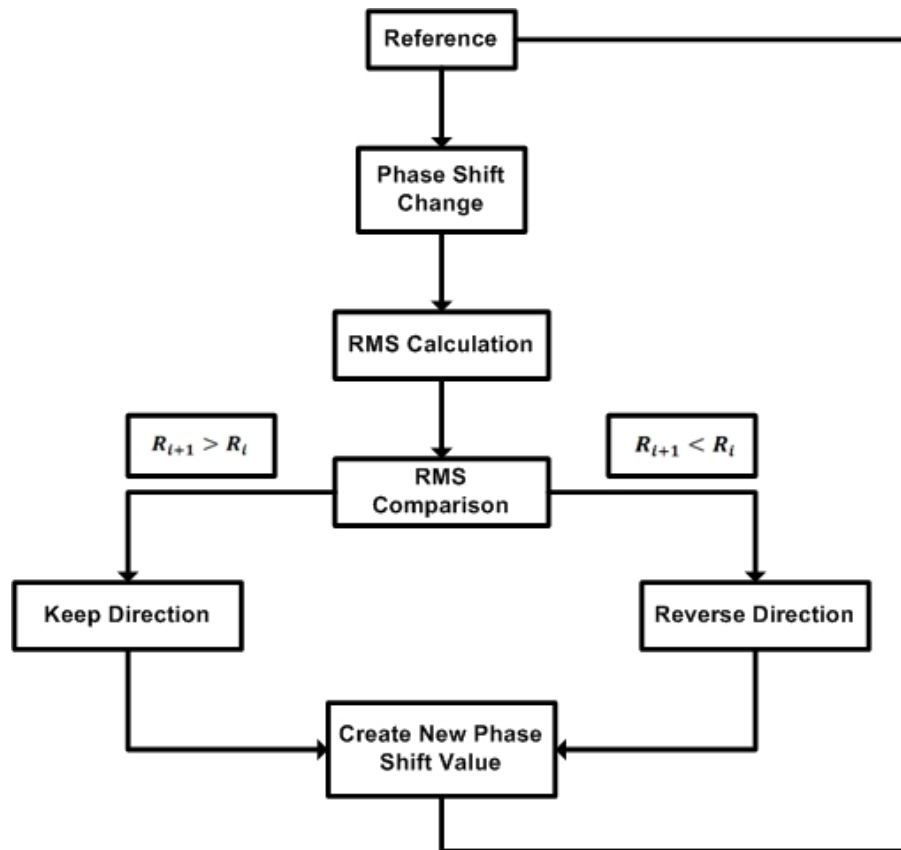 Reference
Phase Shift
Change
RMS Calculation
R_{i+1} > R_i
R_{i+1} < R_i
RMS
Comparison
Keep Direction
Reverse Direction
Create New Phase
Shift Value